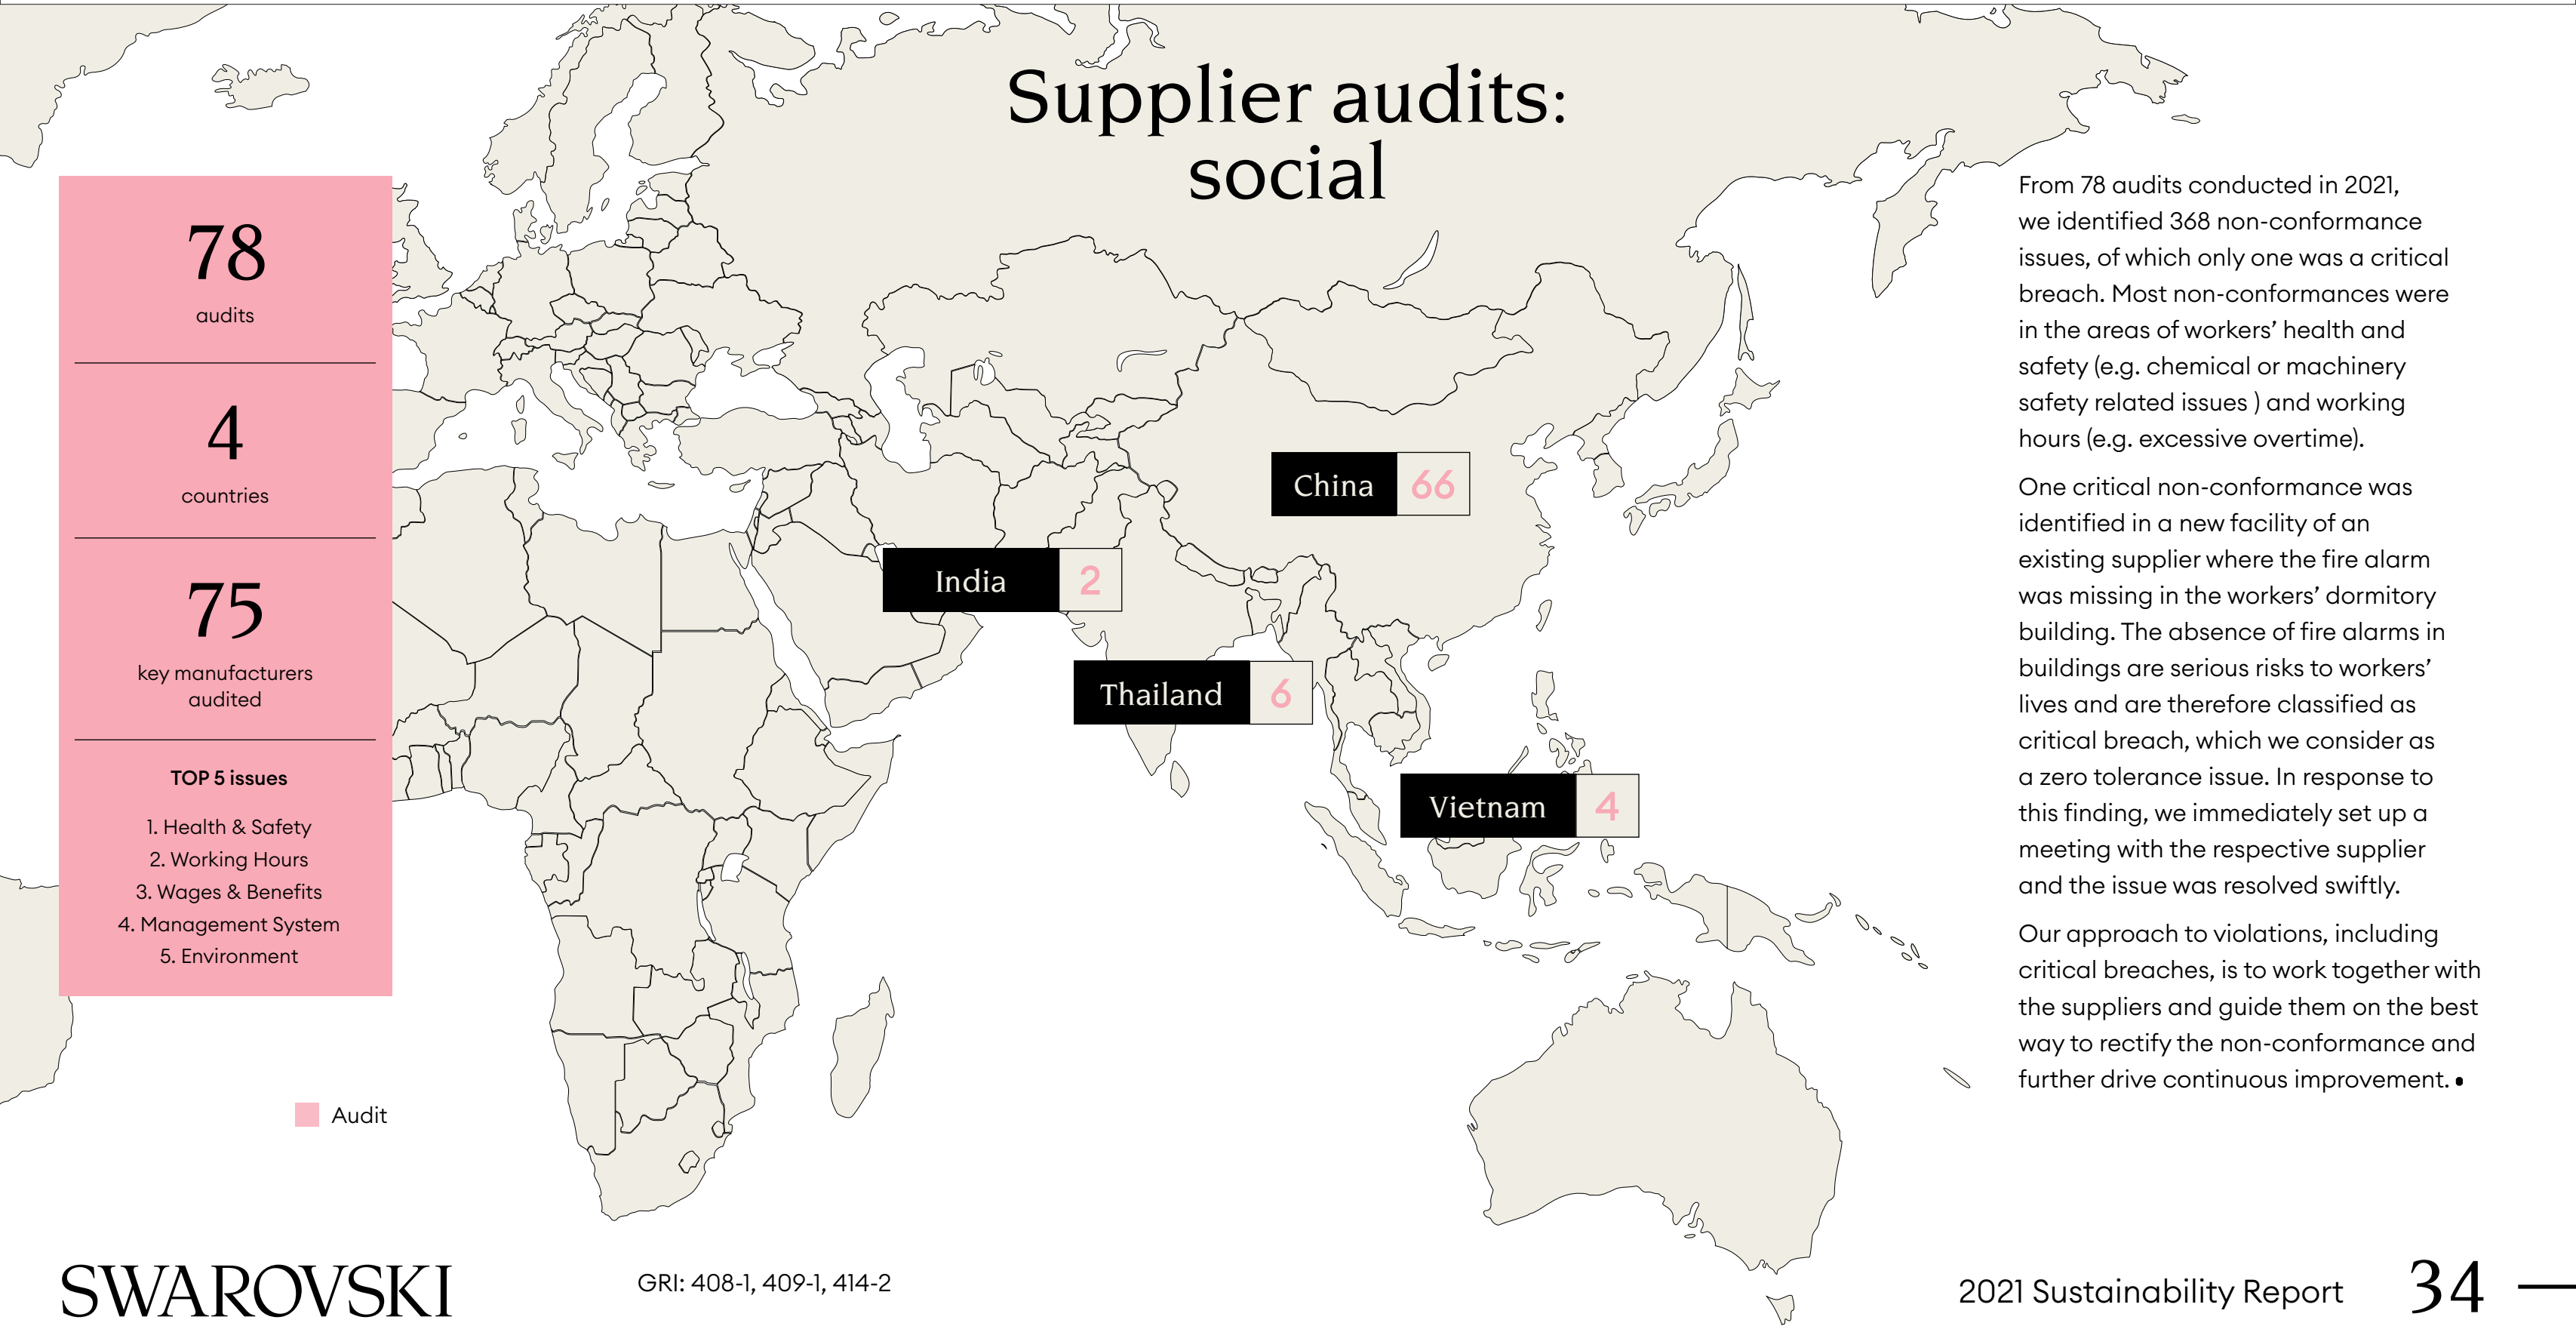 Supplier audits:
social
78
audits
4
countries
75
key manufacturers
audited
TOP 5 issues
1. Health & Safety
2. Working Hours
3. Wages & Benefits
4. Management System
5. Environment
Audit
China 66
India 2
Thailand 6
Vietnam 4
From 78 audits conducted in 2021,
we identified 368 non-conformance
issues, of which only one was a critical
breach. Most non-conformances were
in the areas of workers’ health and
safety (e.g. chemical or machinery
safety related issues ) and working
hours (e.g. excessive overtime).
One critical non-conformance was
identified in a new facility of an
existing supplier where the fire alarm
was missing in the workers’ dormitory
building. The absence of fire alarms in
buildings are serious risks to workers’
lives and are therefore classified as
critical breach, which we consider as
a zero tolerance issue. In response to
this finding, we immediately set up a
meeting with the respective supplier
and the issue was resolved swiftly.
Our approach to violations, including
critical breaches, is to work together with
the suppliers and guide them on the best
way to rectify the non-conformance and
further drive continuous improvement. •
SWAROVSKI
GRI: 408-1, 409-1, 414-2
2021 Sustainability Report 34